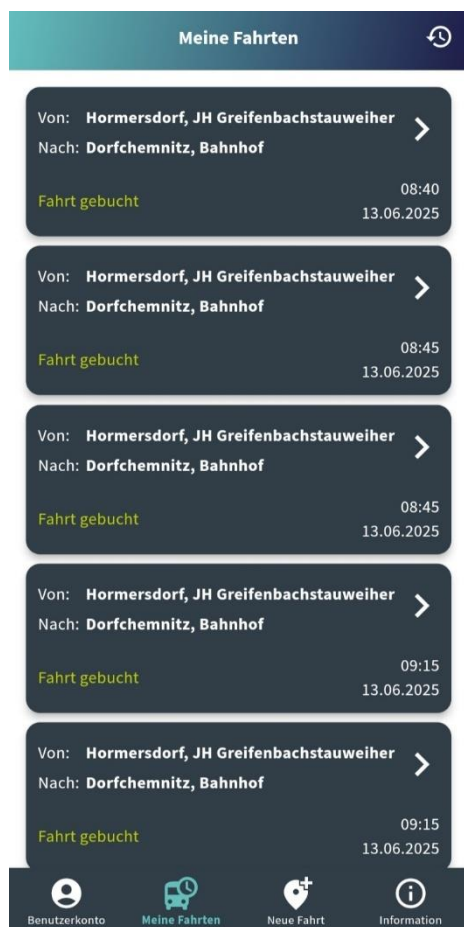 Meine Fahrten
Von: Hormersdorf, JH Greifenbachstauweiher
Nach: Dorfchemnitz, Bahnhof
Fahrt gebucht
08:40
13.06.2025
Von: Hormersdorf, JH Greifenbachstauweiher
Nach: Dorfchemnitz, Bahnhof
Fahrt gebucht
08:45
13.06.2025
Von: Hormersdorf, JH Greifenbachstauweiher
Nach: Dorfchemnitz, Bahnhof
Fahrt gebucht
08:45
13.06.2025
Von: Hormersdorf, JH Greifenbachstauweiher
Nach: Dorfchemnitz, Bahnhof
Fahrt gebucht
09:15
13.06.2025
Von: Hormersdorf, JH Greifenbachstauweiher
Nach: Dorfchemnitz, Bahnhof
Fahrt gebucht
09:15
13.06.2025
Benutzerkonto Meine Fahrten Neue Fahrt Information